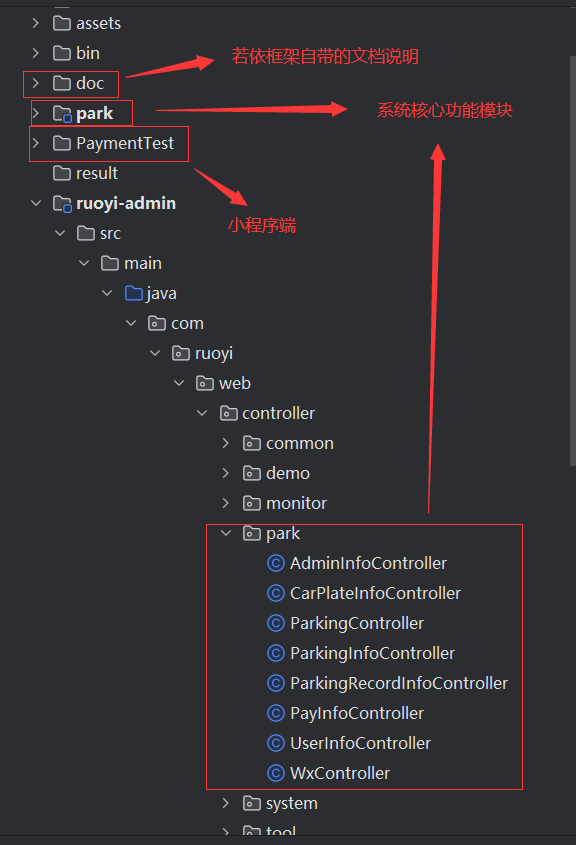 assets
bin
doc
若依框架自带的文档说明
park
系统核心功能模块
PaymentTest
result
ruoyi-admin
小程序端
src
main
java
com
ruoyi
web
controller
common
demo
monitor
park
AdminInfoController
CarPlateInfoController
ParkingController
ParkingInfoController
ParkingRecordInfoController
PayInfoController
UserInfoController
WxController
system
tool